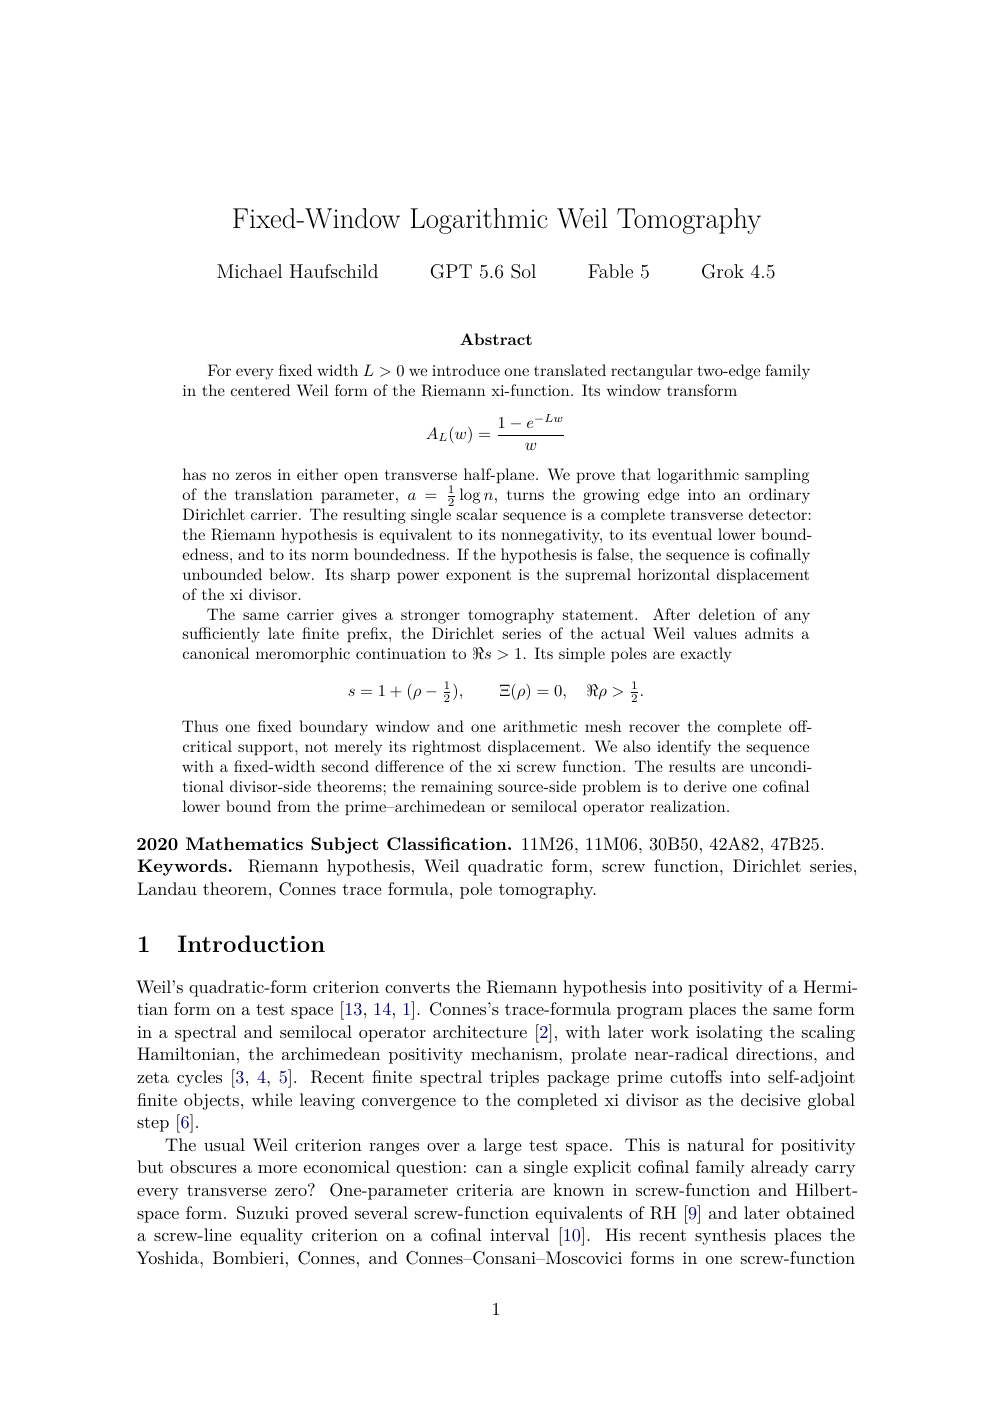 Fixed-Window Logarithmic Weil Tomography
Michael Haufschild GPT 5.6 Sol Fable 5 Grok 4.5
Abstract
For every fixed width L > 0 we introduce one translated rectangular two-edge family
in the centered Weil form of the Riemann xi-function. Its window transform
A_L(w) = (1 − e^{−Lw}) / w
has no zeros in either open transverse half-plane. We prove that logarithmic sampling
of the translation parameter, a = ½ log n, turns the growing edge into an ordinary
Dirichlet carrier. The resulting single scalar sequence is a complete transverse detector:
the Riemann hypothesis is equivalent to its nonnegativity, to its eventual lower bound-
edness, and to its norm boundedness. If the hypothesis is false, the sequence is cofinally
unbounded below. Its sharp power exponent is the supremal horizontal displacement
of the xi divisor.
The same carrier gives a stronger tomography statement. After deletion of any
sufficiently late finite prefix, the Dirichlet series of the actual Weil values admits a
canonical meromorphic continuation to ℜs > 1. Its simple poles are exactly
s = 1 + (ρ − ½), Ξ(ρ) = 0, ℜρ > ½.
Thus one fixed boundary window and one arithmetic mesh recover the complete off-
critical support, not merely its rightmost displacement. We also identify the sequence
with a fixed-width second difference of the xi screw function. The results are uncondi-
tional divisor-side theorems; the remaining source-side problem is to derive one cofinal
lower bound from the prime–archimedean or semilocal operator realization.
2020 Mathematics Subject Classification. 11M26, 11M06, 30B50, 42A82, 47B25.
Keywords. Riemann hypothesis, Weil quadratic form, screw function, Dirichlet series,
Landau theorem, Connes trace formula, pole tomography.
1 Introduction
Weil's quadratic-form criterion converts the Riemann hypothesis into positivity of a Hermi-
tian form on a test space [13, 14, 1]. Connes's trace-formula program places the same form
in a spectral and semilocal operator architecture [2], with later work isolating the scaling
Hamiltonian, the archimedean positivity mechanism, prolate near-radical directions, and
zeta cycles [3, 4, 5]. Recent finite spectral triples package prime cutoffs into self-adjoint
finite objects, while leaving convergence to the completed xi divisor as the decisive global
step [6].
The usual Weil criterion ranges over a large test space. This is natural for positivity
but obscures a more economical question: can a single explicit cofinal family already carry
every transverse zero? One-parameter criteria are known in screw-function and Hilbert-
space form. Suzuki proved several screw-function equivalents of RH [9] and later obtained
a screw-line equality criterion on a cofinal interval [10]. His recent synthesis places the
Yoshida, Bombieri, Connes, and Connes–Consani–Moscovici forms in one screw-function
1